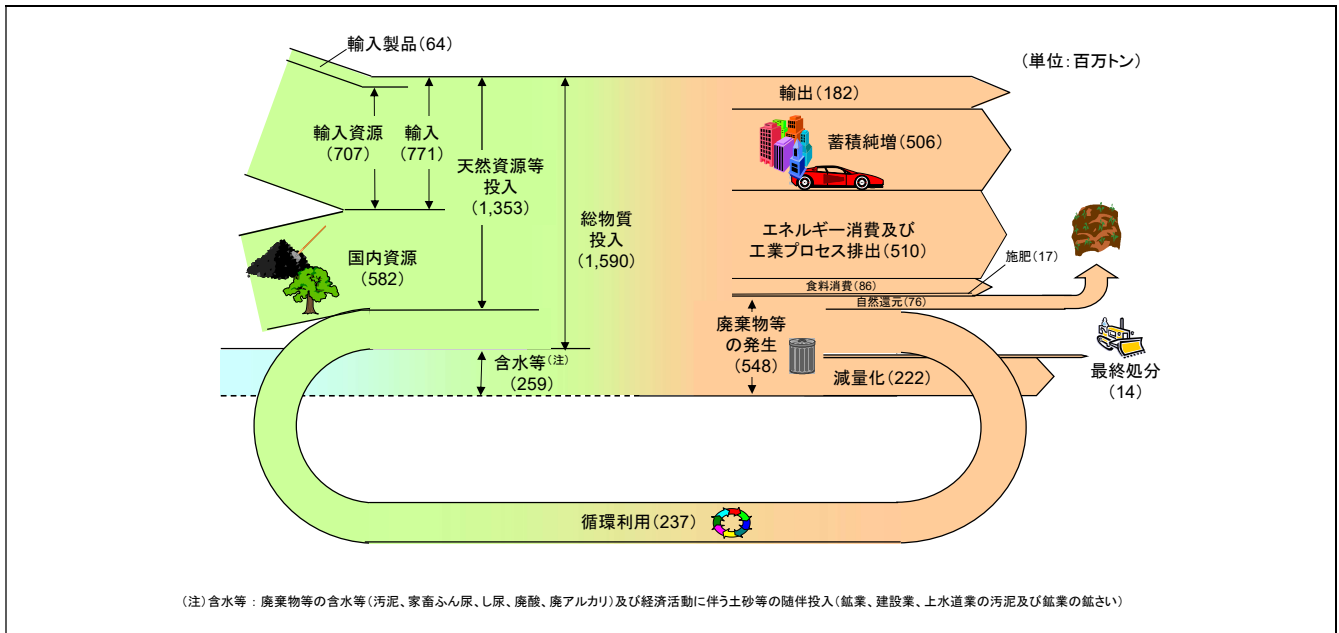 輸入製品(64)
(単位:百万トン)
輸出(182)
輸入資源
(707)
輸入
(771)
蓄積純増(506)
天然資源等
投入
(1,353)
総物質
投入
(1,590)
エネルギー消費及び
工業プロセス排出(510)
国内資源
(582)
施肥(17)
食料消費(86)
自然還元(76)
廃棄物等
の発生
(548)
含水等(注)
(259)
減量化(222)
最終処分
(14)
循環利用(237)
(注)含水等 : 廃棄物等の含水等(汚泥、家畜ふん尿、し尿、廃酸、廃アルカリ)及び経済活動に伴う土砂等の随伴投入(鉱業、建設業、上水道業の汚泥及び鉱業の鉱さい)